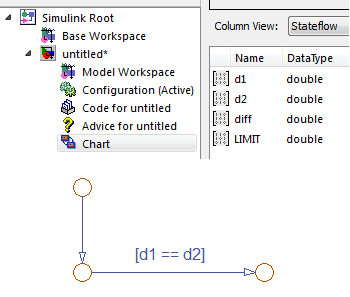 Simulink Root
Base Workspace
untitled*
Model Workspace
Configuration (Active)
Code for untitled
Advice for untitled
Chart
Column View: Stateflow
Name DataType
d1 double
d2 double
diff double
LIMIT double
[d1 == d2]